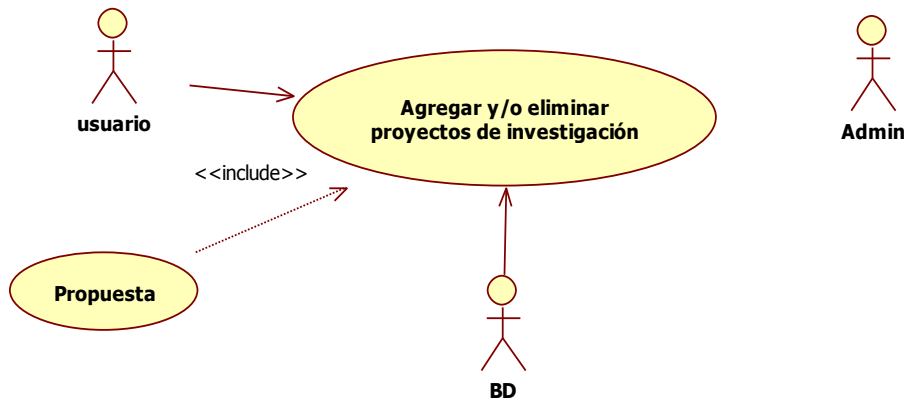 usuario
Agregar y/o eliminar
proyectos de investigación
Admin
<<include>>
Propuesta
BD